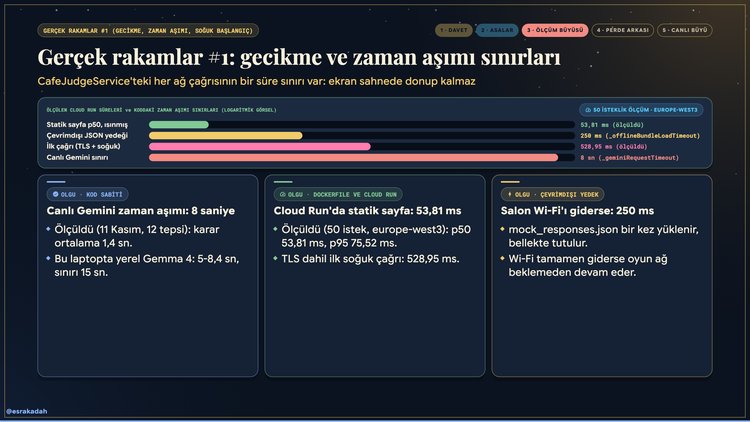 GERÇEK RAKAMLAR #1 (GECİKME, ZAMAN AŞIMI, SOĞUK BAŞLANGIÇ)
1 · DAVET
2 · ASALAR
3 · ÖLÇÜM BÜYÜSÜ
4 · PERDE ARKASI
5 · CANLI BÜYÜ
Gerçek rakamlar #1: gecikme ve zaman aşımı sınırları
CafeJudgeService'teki her ağ çağrısının bir süre sınırı var: ekran sahnede donup kalmaz
ÖLÇÜLEN CLOUD RUN SÜRELERİ ve KODDAKİ ZAMAN AŞIMI SINIRLARI (LOGARİTMİK GÖRSEL)
50 İSTEKLİK ÖLÇÜM · EUROPE-WEST3
Statik sayfa p50, ısınmış
53,81 ms (ölçüldü)
Çevrimdışı JSON yedeği
250 ms (_offlineBundleLoadTimeout)
İlk çağrı (TLS + soğuk)
528,95 ms (ölçüldü)
Canlı Gemini sınırı
8 sn (_geminiRequestTimeout)
OLGU · KOD SABİTİ
Canlı Gemini zaman aşımı: 8 saniye
Ölçüldü (11 Kasım, 12 tepsi): karar
ortalama 1,4 sn.
Bu laptopta yerel Gemma 4: 5-8,4 sn,
sınırı 15 sn.
OLGU · DOCKERFILE VE CLOUD RUN
Cloud Run'da statik sayfa: 53,81 ms
Ölçüldü (50 istek, europe-west3): p50
53,81 ms, p95 75,52 ms.
TLS dahil ilk soğuk çağrı: 528,95 ms.
OLGU · ÇEVRİMDIŞI YEDEK
Salon Wi-Fi'ı giderse: 250 ms
mock_responses.json bir kez yüklenir,
bellekte tutulur.
Wi-Fi tamamen giderse oyun ağ
beklemeden devam eder.
@esrakadah